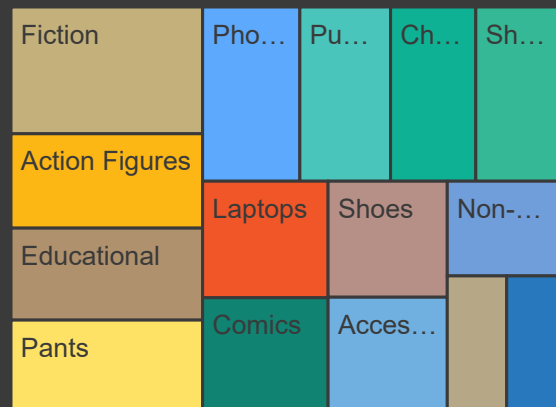 Fiction
Pho…
Pu…
Ch…
Sh…
Action Figures
Laptops
Shoes
Non-…
Educational
Comics
Acces…
Pants